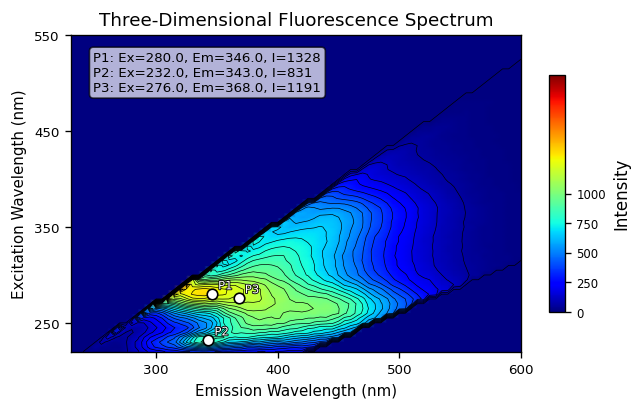 Three-Dimensional Fluorescence Spectrum
550
450
350
250
Excitation Wavelength (nm)
P1: Ex=280.0, Em=346.0, I=1328
P2: Ex=232.0, Em=343.0, I=831
P3: Ex=276.0, Em=368.0, I=1191
P1
P3
P2
300
400
500
600
Emission Wavelength (nm)
1000
750
500
250
0
Intensity